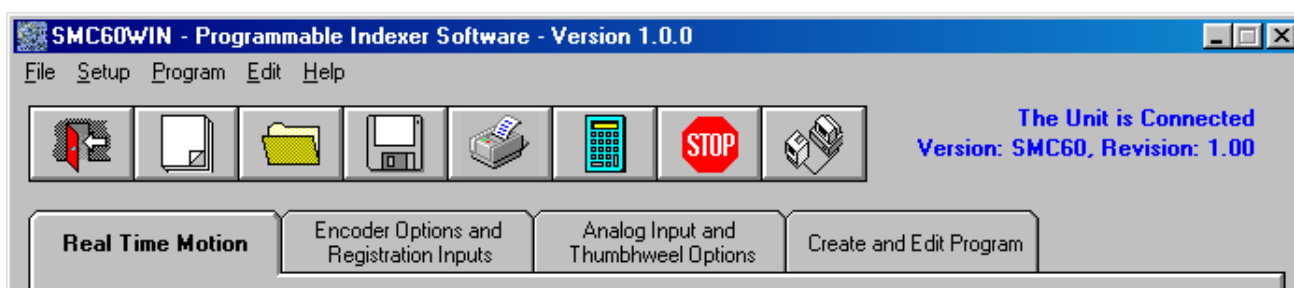 SMC60WIN - Programmable Indexer Software - Version 1.0.0
File Setup Program Edit Help
STOP
The Unit is Connected
Version: SMC60, Revision: 1.00
Real Time Motion
Encoder Options and
Registration Inputs
Analog Input and
Thumbhweel Options
Create and Edit Program